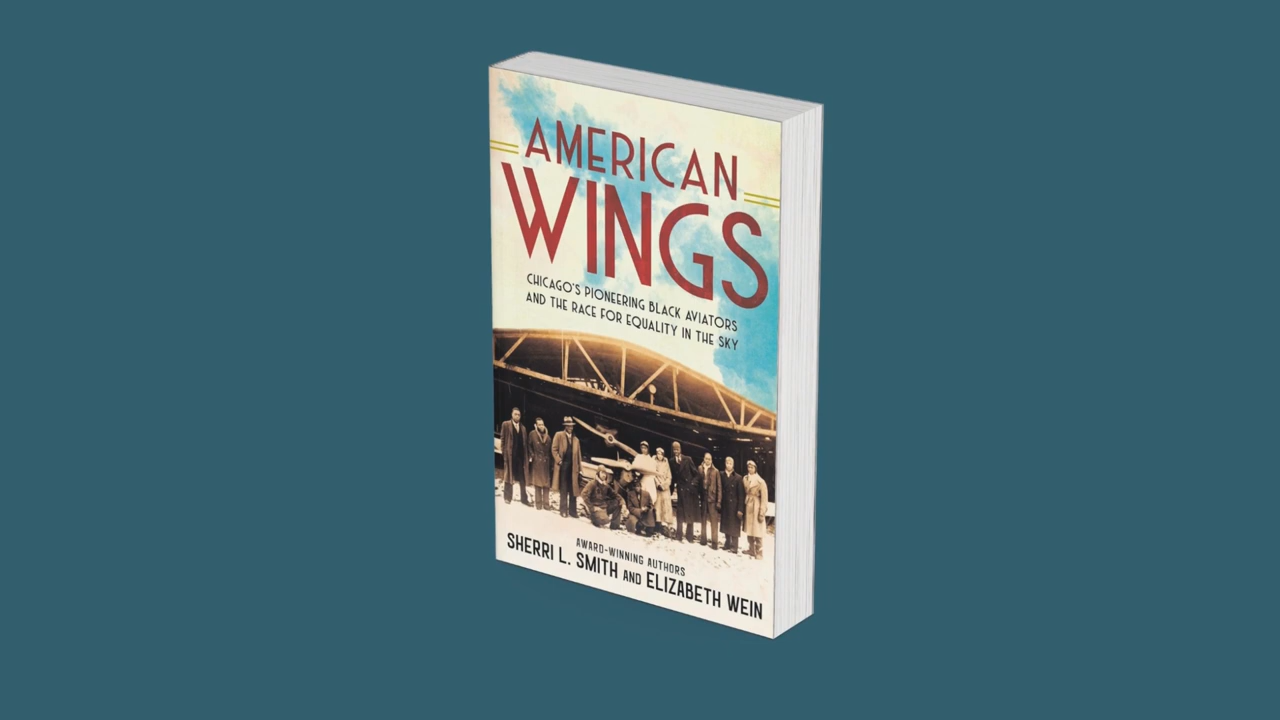 AMERICAN
WINGS
CHICAGO'S PIONEERING BLACK AVIATORS
AND THE RACE FOR EQUALITY IN THE SKY
AWARD-WINNING AUTHORS
SHERRI L. SMITH AND ELIZABETH WEIN